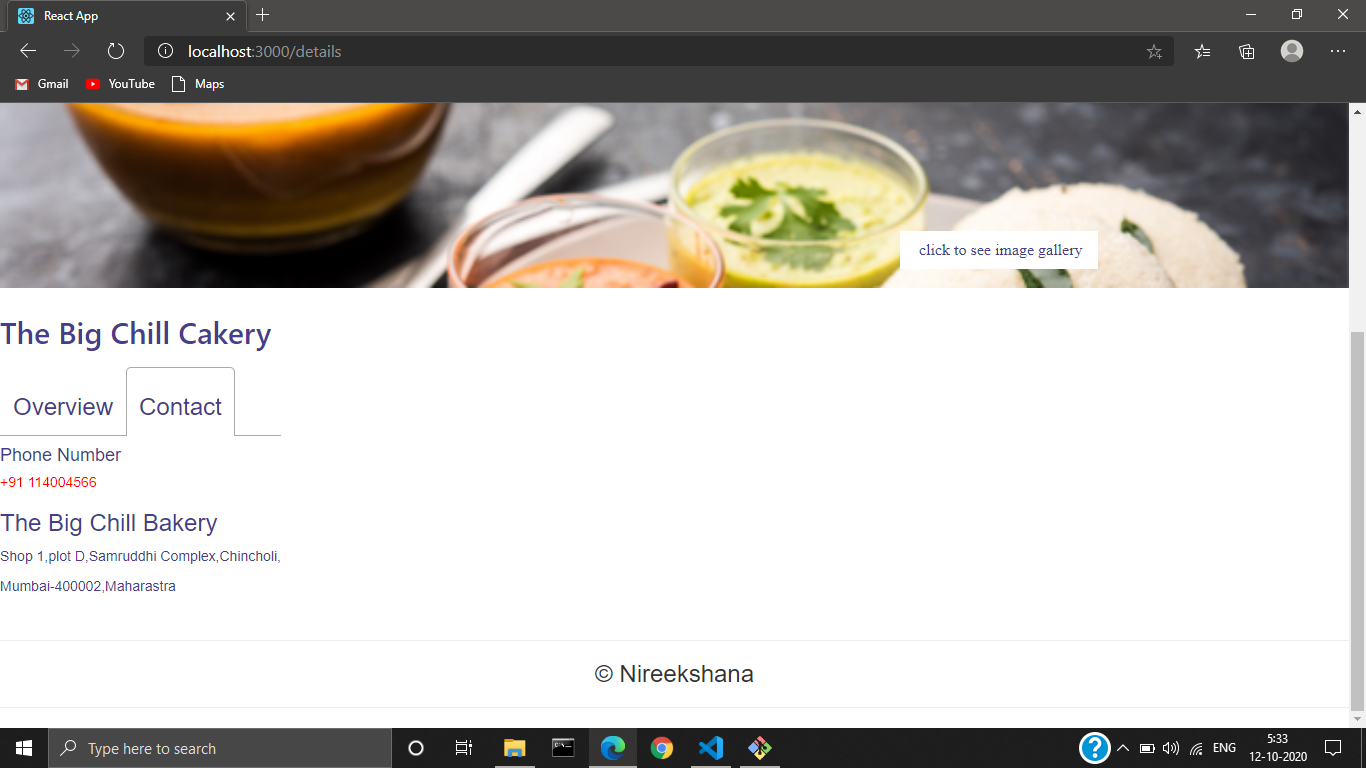 React App
localhost:3000/details
Gmail YouTube Maps
click to see image gallery
The Big Chill Cakery
Overview Contact
Phone Number
+91 114004566
The Big Chill Bakery
Shop 1,plot D,Samruddhi Complex,Chincholi,
Mumbai-400002,Maharastra
© Nireekshana
Type here to search
ENG
5:33
12-10-2020